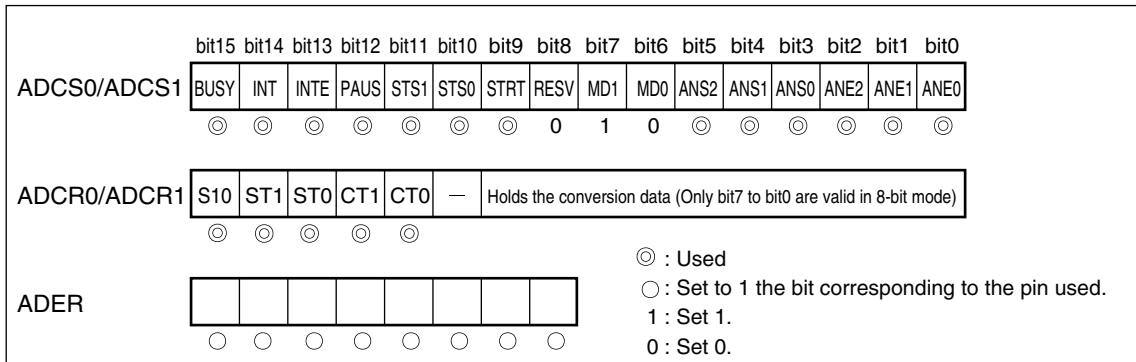 bit15 bit14 bit13 bit12 bit11 bit10 bit9 bit8 bit7 bit6 bit5 bit4 bit3 bit2 bit1 bit0
ADCS0/ADCS1 BUSY INT INTE PAUS STS1 STS0 STRT RESV MD1 MD0 ANS2 ANS1 ANS0 ANE2 ANE1 ANE0
◎ ◎ ◎ ◎ ◎ ◎ ◎ 0 1 0 ◎ ◎ ◎ ◎ ◎ ◎
ADCR0/ADCR1 S10 ST1 ST0 CT1 CT0 — Holds the conversion data (Only bit7 to bit0 are valid in 8-bit mode)
◎ ◎ ◎ ◎ ◎
◎ : Used
○ : Set to 1 the bit corresponding to the pin used.
ADER
1 : Set 1.
○ ○ ○ ○ ○ ○ ○ ○
0 : Set 0.